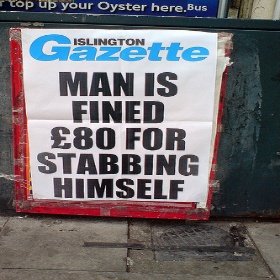 top up your Oyster here. Bus
ISLINGTON
Gazette
MAN IS
FINED
£80 FOR
STABBING
HIMSELF